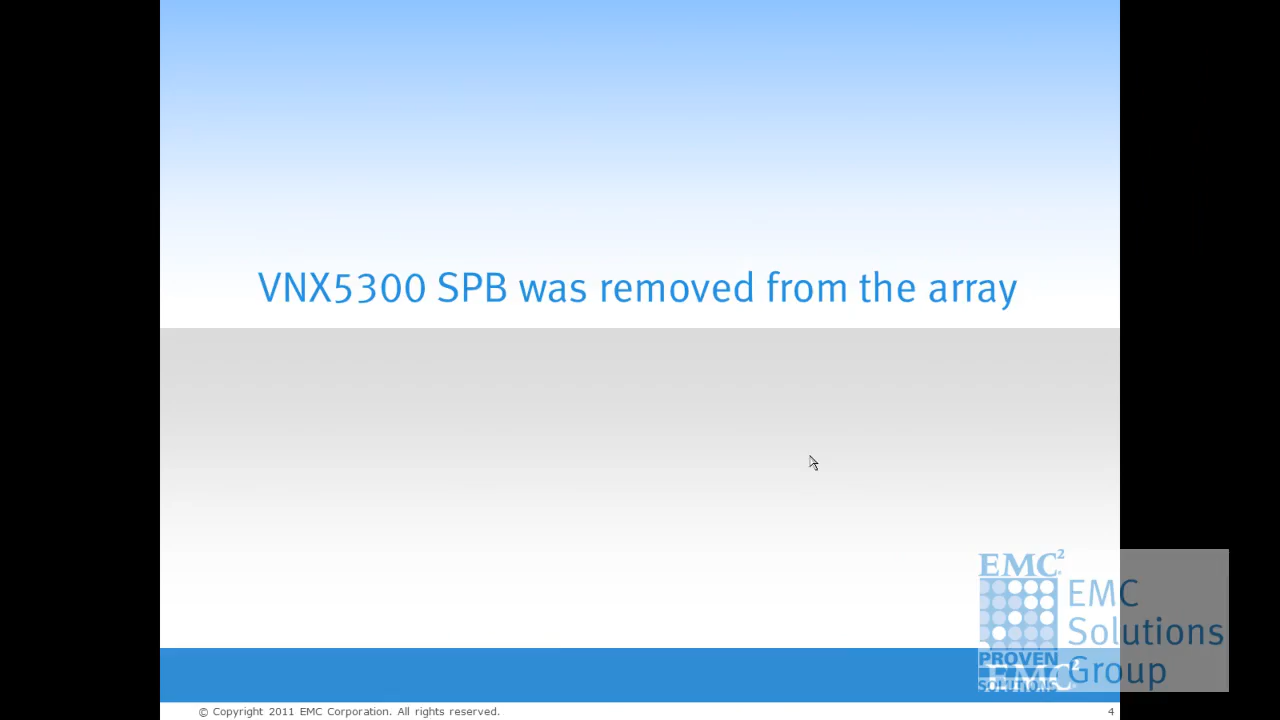 VNX5300 SPB was removed from the array
EMC²
EMC
Solutions
Group
PROVEN
SOLUTIONS
EMC²
© Copyright 2011 EMC Corporation. All rights reserved.
4